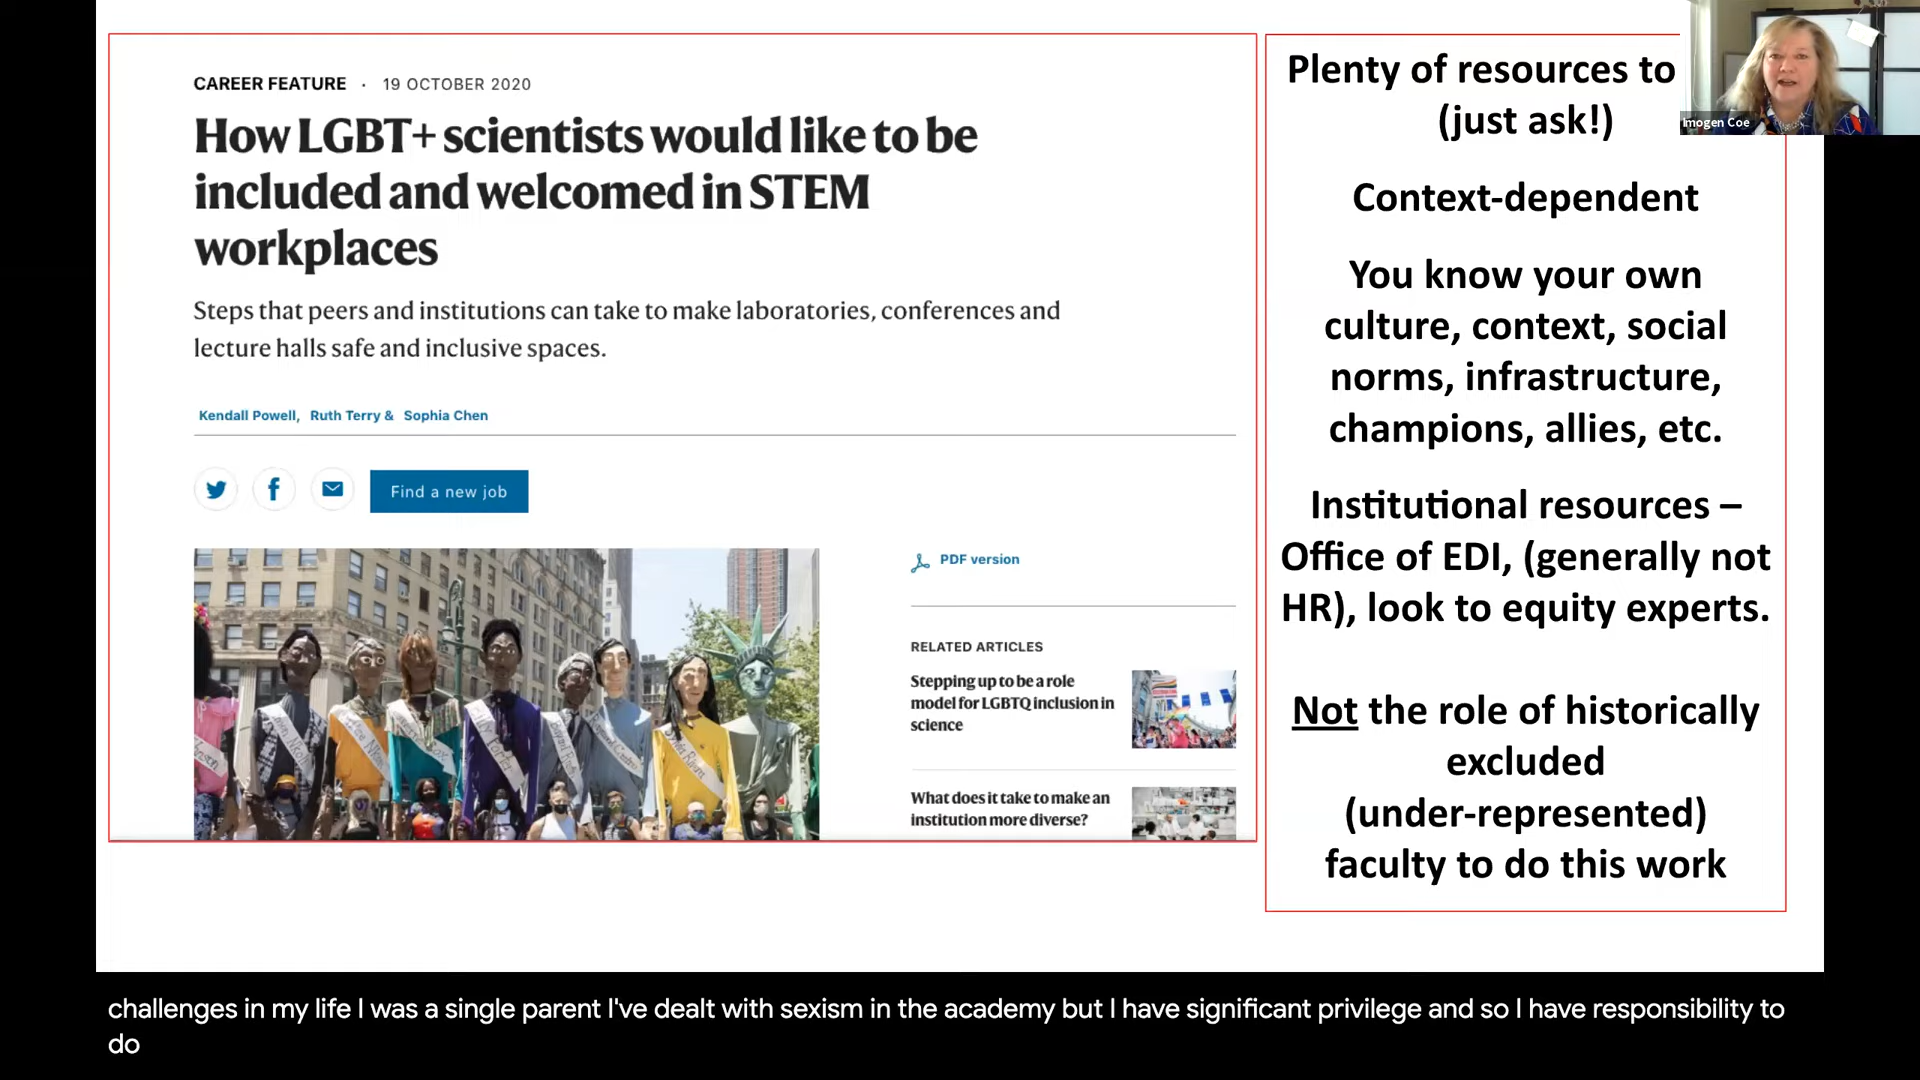 CAREER FEATURE · 19 OCTOBER 2020
How LGBT+ scientists would like to be
included and welcomed in STEM
workplaces
Steps that peers and institutions can take to make laboratories, conferences and
lecture halls safe and inclusive spaces.
Kendall Powell, Ruth Terry & Sophia Chen
Find a new job
PDF version
RELATED ARTICLES
Stepping up to be a role
model for LGBTQ inclusion in
science
What does it take to make an
institution more diverse?
Plenty of resources to
(just ask!)
Context-dependent
You know your own
culture, context, social
norms, infrastructure,
champions, allies, etc.
Institutional resources –
Office of EDI, (generally not
HR), look to equity experts.
Not the role of historically
excluded
(under-represented)
faculty to do this work
Imogen Coe
challenges in my life I was a single parent I've dealt with sexism in the academy but I have significant privilege and so I have responsibility to
do